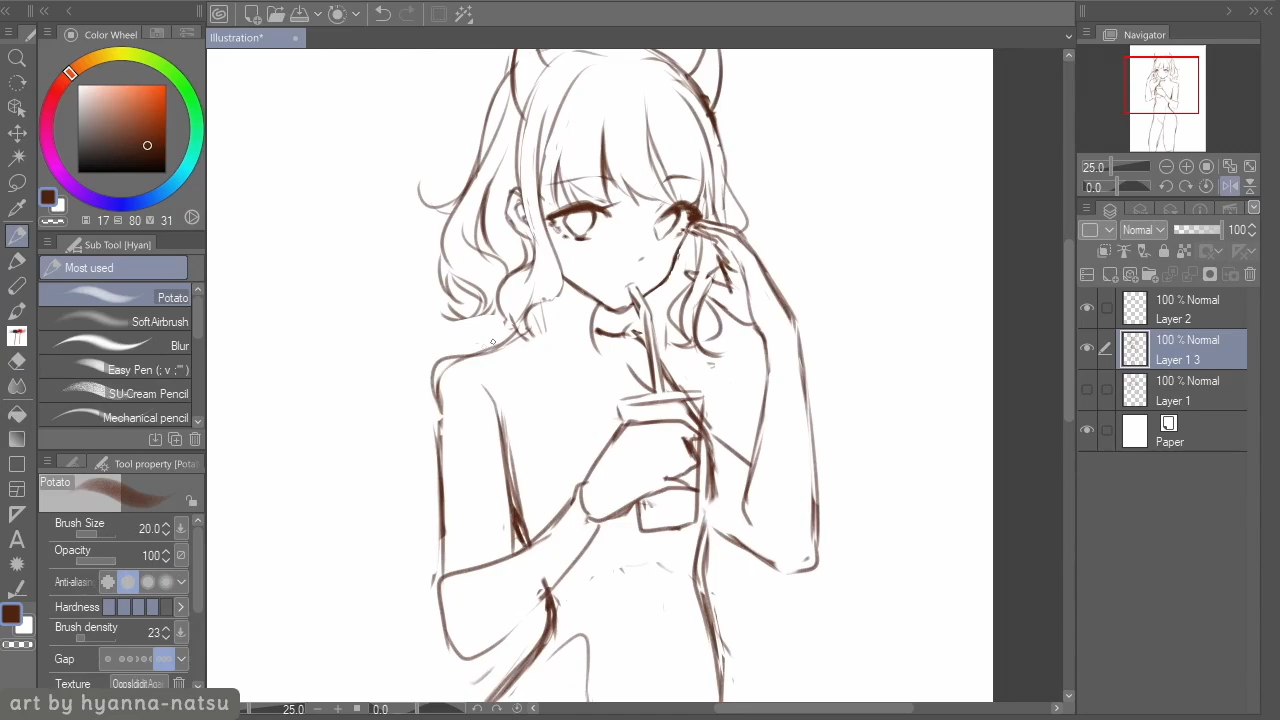 Illustration*
Color Wheel
17 S 80 V 31
Sub Tool [Hyan]
Most used
Potato
SoftAirbrush
Blur
Easy Pen (; v ;"" )
SU-Cream Pencil
Mechanical pencil
Tool property [Potat
Potato
Brush Size 20.0
Opacity 100
Anti-aliasin
Hardness
Brush density 23
Gap
Texture
art by hyanna-natsu
25.0 0.0
Navigator
25.0
0.0
Normal 100
100 % Normal
Layer 2
100 % Normal
Layer 1 3
100 % Normal
Layer 1
Paper